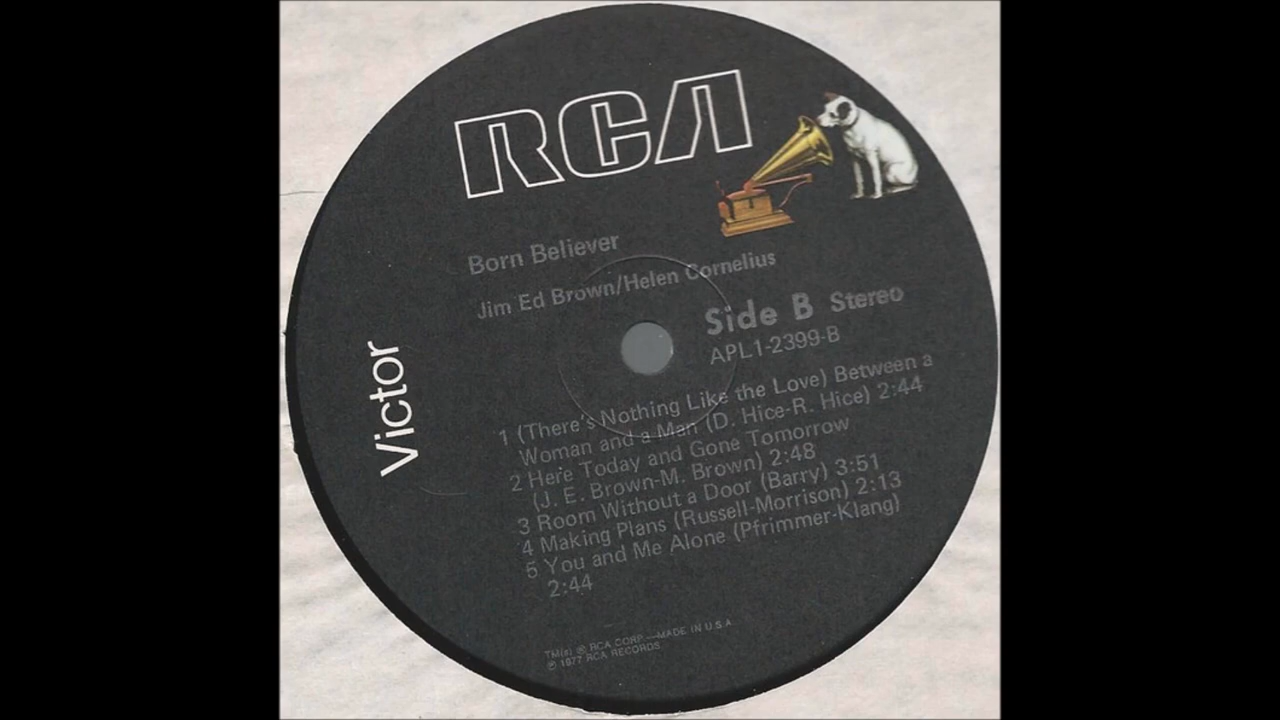 RCA
Born Believer
Jim Ed Brown/Helen Cornelius
Side B Stereo
APL1-2399-B
Victor
1 (There's Nothing Like the Love) Between a
Woman and a Man (D. Hice-R. Hice) 2:44
2 Here Today and Gone Tomorrow
(J. E. Brown-M. Brown) 2:48
3 Room Without a Door (Barry) 3:51
4 Making Plans (Russell-Morrison) 2:13
5 You and Me Alone (Pfrimmer-Klang)
2:44
TM(s) ® RCA CORP.—MADE IN U.S.A
℗ 1977 RCA RECORDS